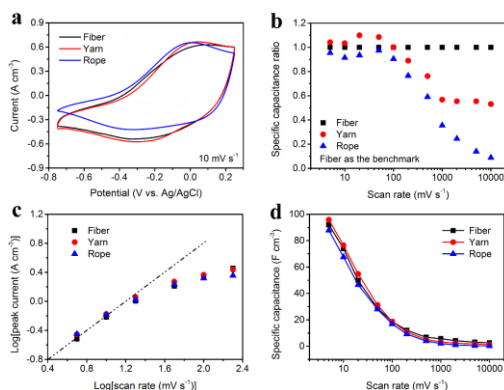 a
Fiber
Yarn
Rope
Current (A cm⁻³)
0.9
0.6
0.3
0.0
-0.3
-0.6
-0.9
10 mV s⁻¹
-0.8 -0.6 -0.4 -0.2 0.0 0.2
Potential (V vs. Ag/AgCl)
b
Specific capacitance ratio
1.2
1.0
0.8
0.6
0.4
0.2
0.0
Fiber
Yarn
Rope
Fiber as the benchmark
10 100 1000 10000
Scan rate (mV s⁻¹)
c
Log[peak current (A cm⁻³)]
1.2
0.8
0.4
0.0
-0.4
-0.8
Fiber
Yarn
Rope
0.4 0.8 1.2 1.6 2.0 2.4
Log[scan rate (mV s⁻¹)]
d
Specific capacitance (F cm⁻³)
100
80
60
40
20
0
Fiber
Yarn
Rope
10 100 1000 10000
Scan rate (mV s⁻¹)